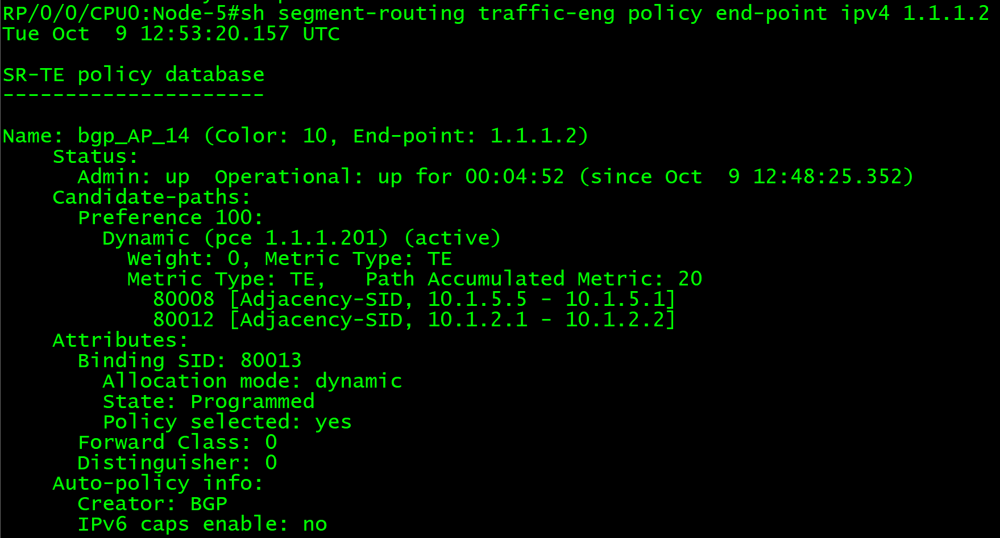 RP/0/0/CPU0:Node-5#sh segment-routing traffic-eng policy end-point ipv4 1.1.1.2
Tue Oct  9 12:53:20.157 UTC
SR-TE policy database
---------------------
Name: bgp_AP_14 (Color: 10, End-point: 1.1.1.2)
Status:
Admin: up  Operational: up for 00:04:52 (since Oct  9 12:48:25.352)
Candidate-paths:
Preference 100:
Dynamic (pce 1.1.1.201) (active)
Weight: 0, Metric Type: TE
Metric Type: TE,   Path Accumulated Metric: 20
80008 [Adjacency-SID, 10.1.5.5 - 10.1.5.1]
80012 [Adjacency-SID, 10.1.2.1 - 10.1.2.2]
Attributes:
Binding SID: 80013
Allocation mode: dynamic
State: Programmed
Policy selected: yes
Forward Class: 0
Distinguisher: 0
Auto-policy info:
Creator: BGP
IPv6 caps enable: no